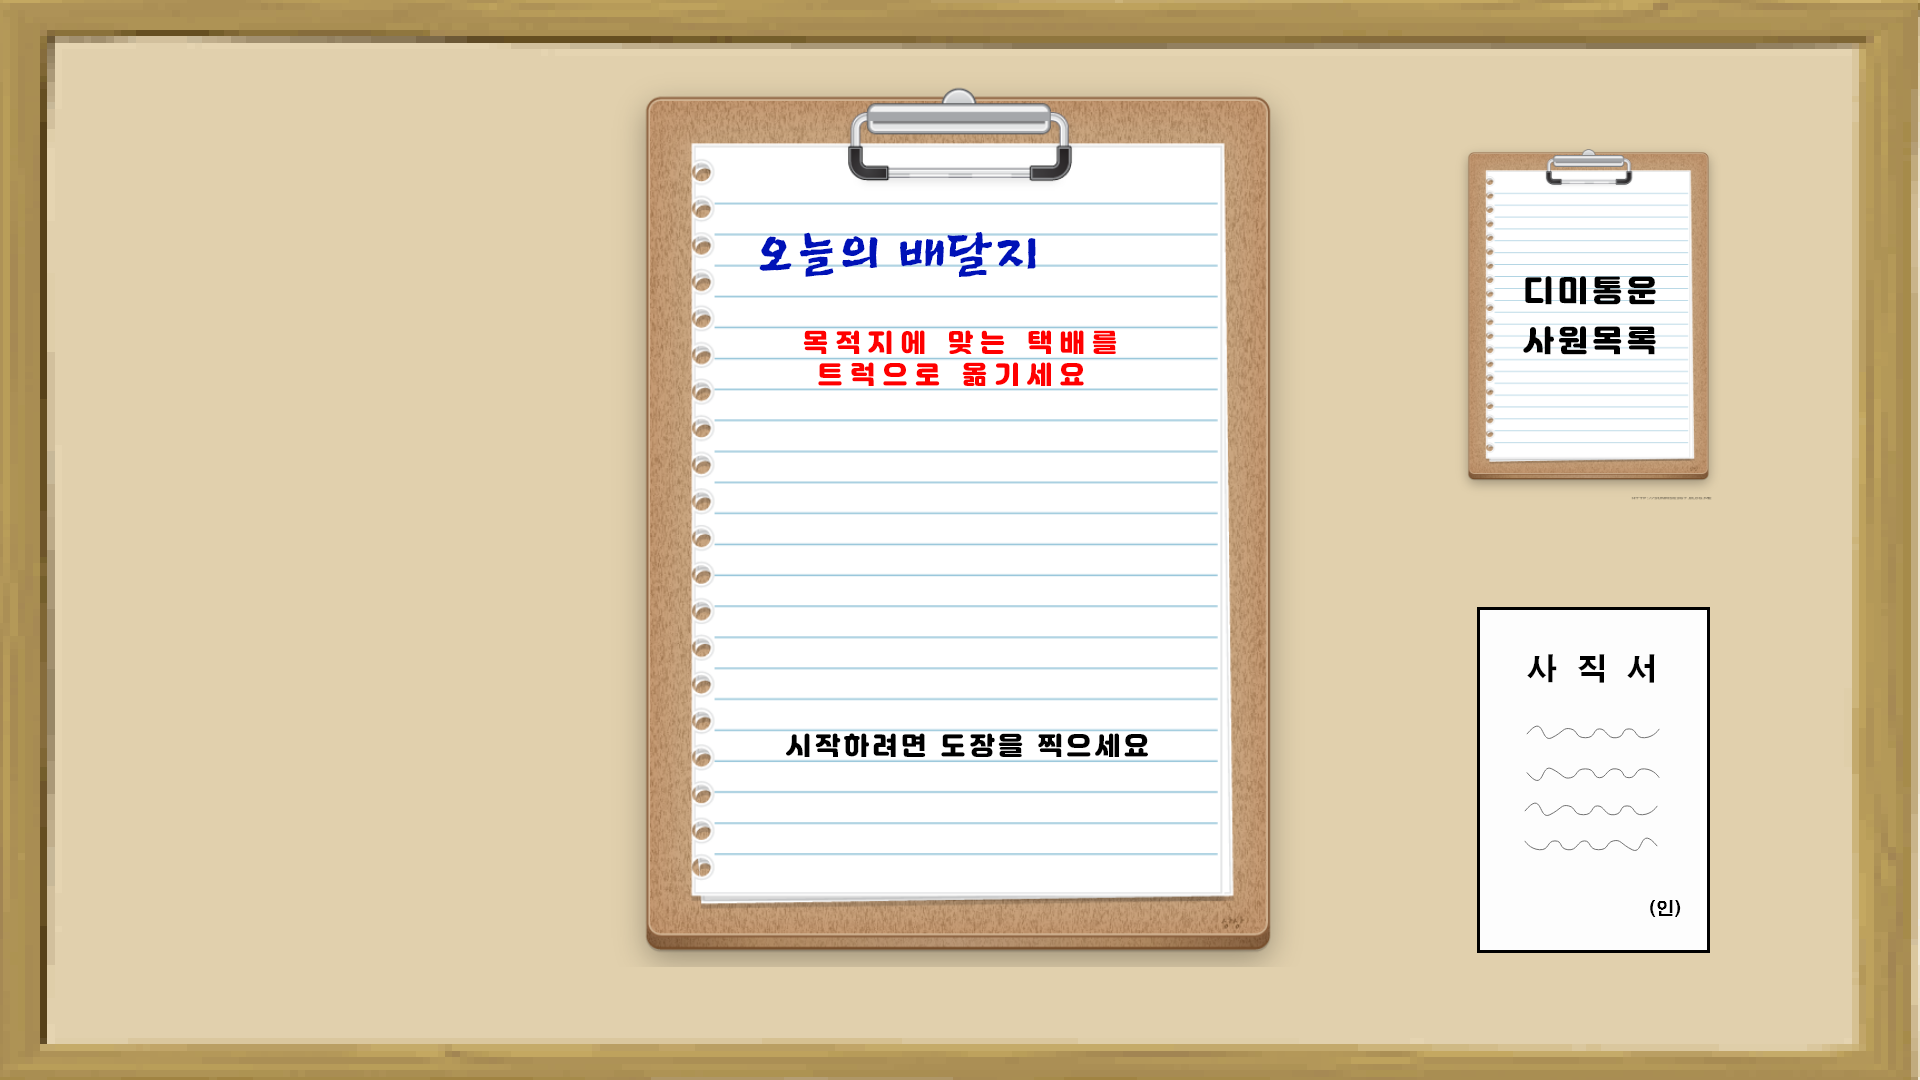 오늘의 배달지
목적지에 맞는 택배를
트럭으로 옮기세요
시작하려면 도장을 찍으세요
디미통운
사원목록
사 직 서
(인)